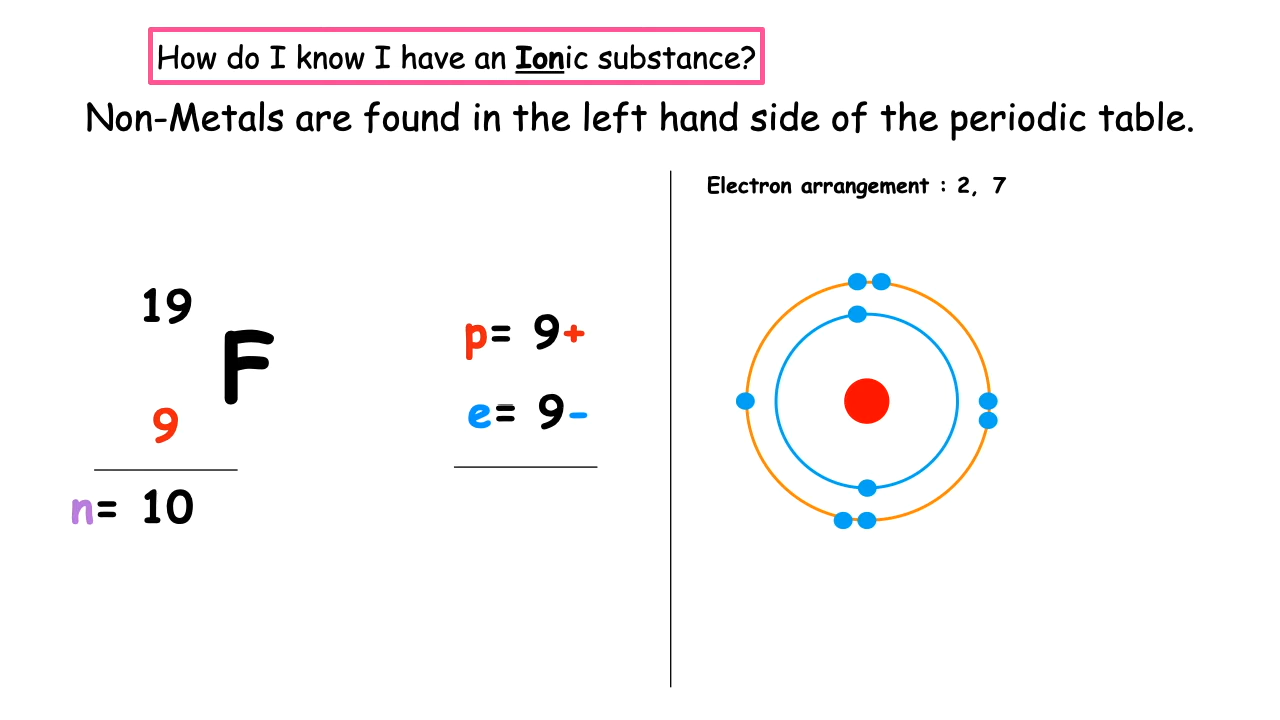 How do I know I have an Ionic substance?
Non-Metals are found in the left hand side of the periodic table.
Electron arrangement : 2, 7
19
F
9
n= 10
p= 9+
e= 9-